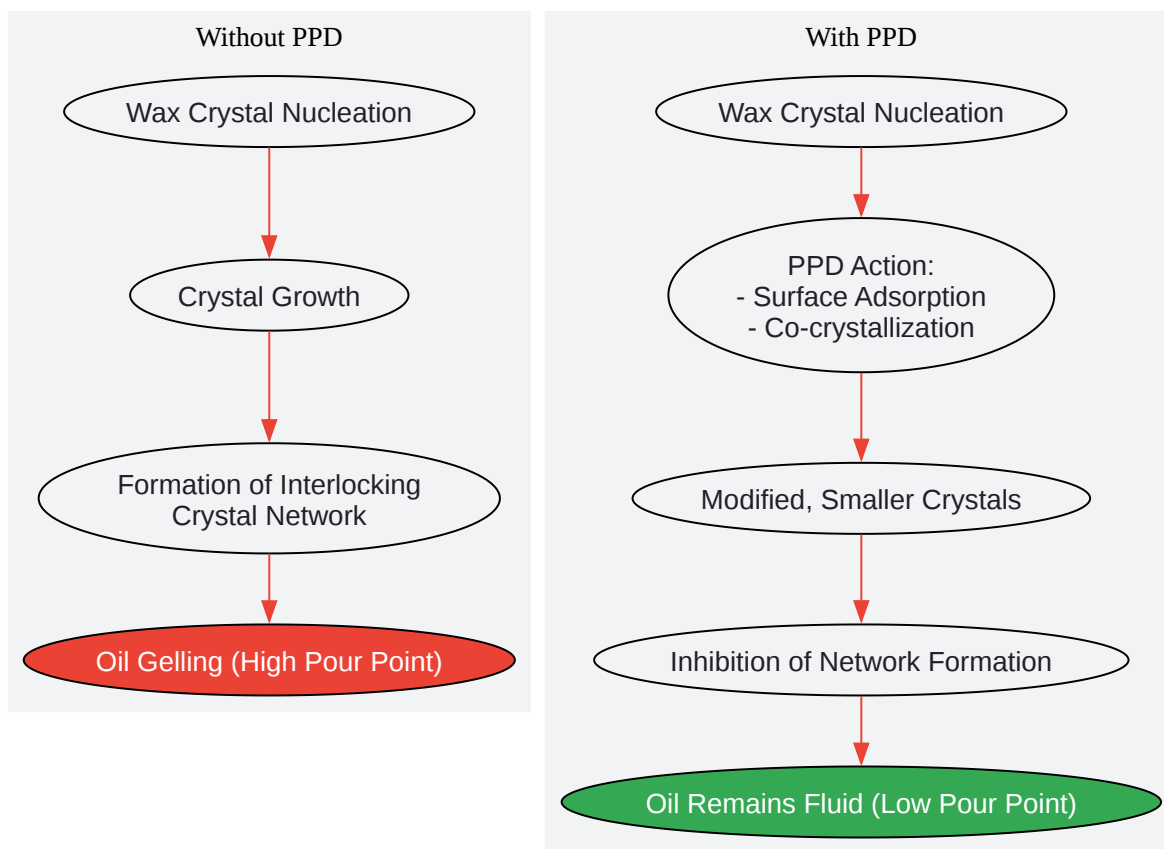 Without PPD
Wax Crystal Nucleation
Crystal Growth
Formation of Interlocking
Crystal Network
Oil Gelling (High Pour Point)
With PPD
Wax Crystal Nucleation
PPD Action:
- Surface Adsorption
- Co-crystallization
Modified, Smaller Crystals
Inhibition of Network Formation
Oil Remains Fluid (Low Pour Point)